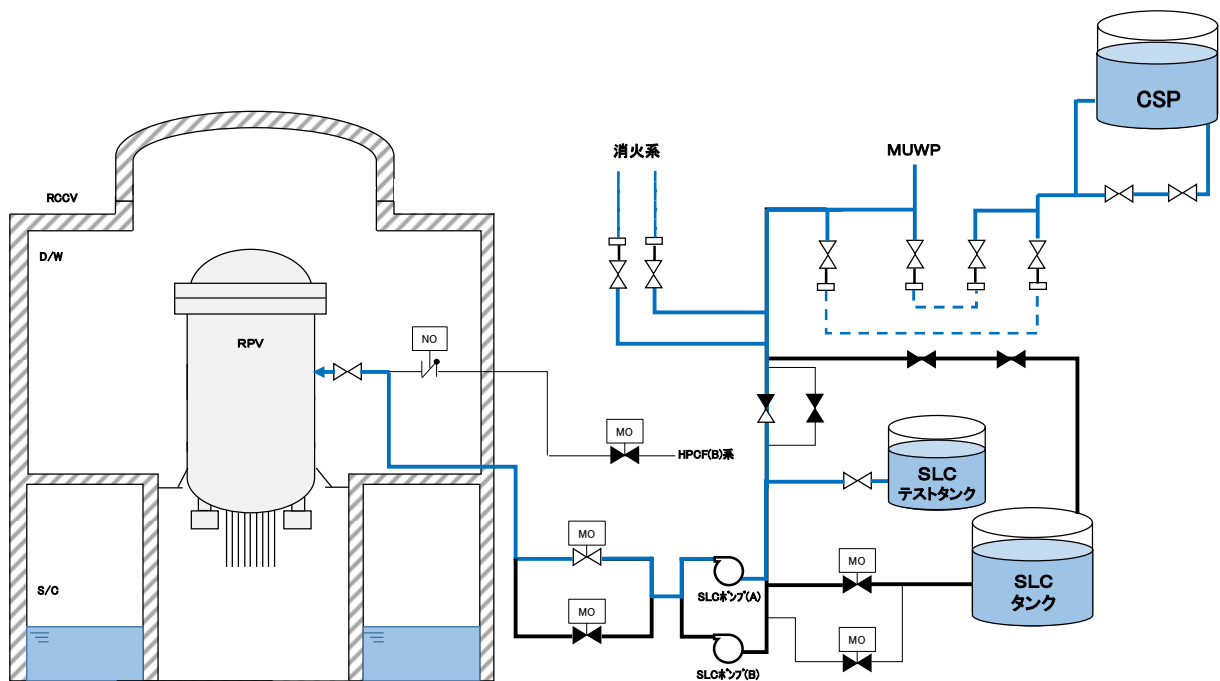 CSP
消火系
MUWP
RCCV
D/W
RPV
NO
MO
HPCF(B)系
SLC
テストタンク
MO
SLCﾎﾟﾝﾌﾟ(A)
MO
SLC
タンク
S/C
MO
MO
SLCﾎﾟﾝﾌﾟ(B)